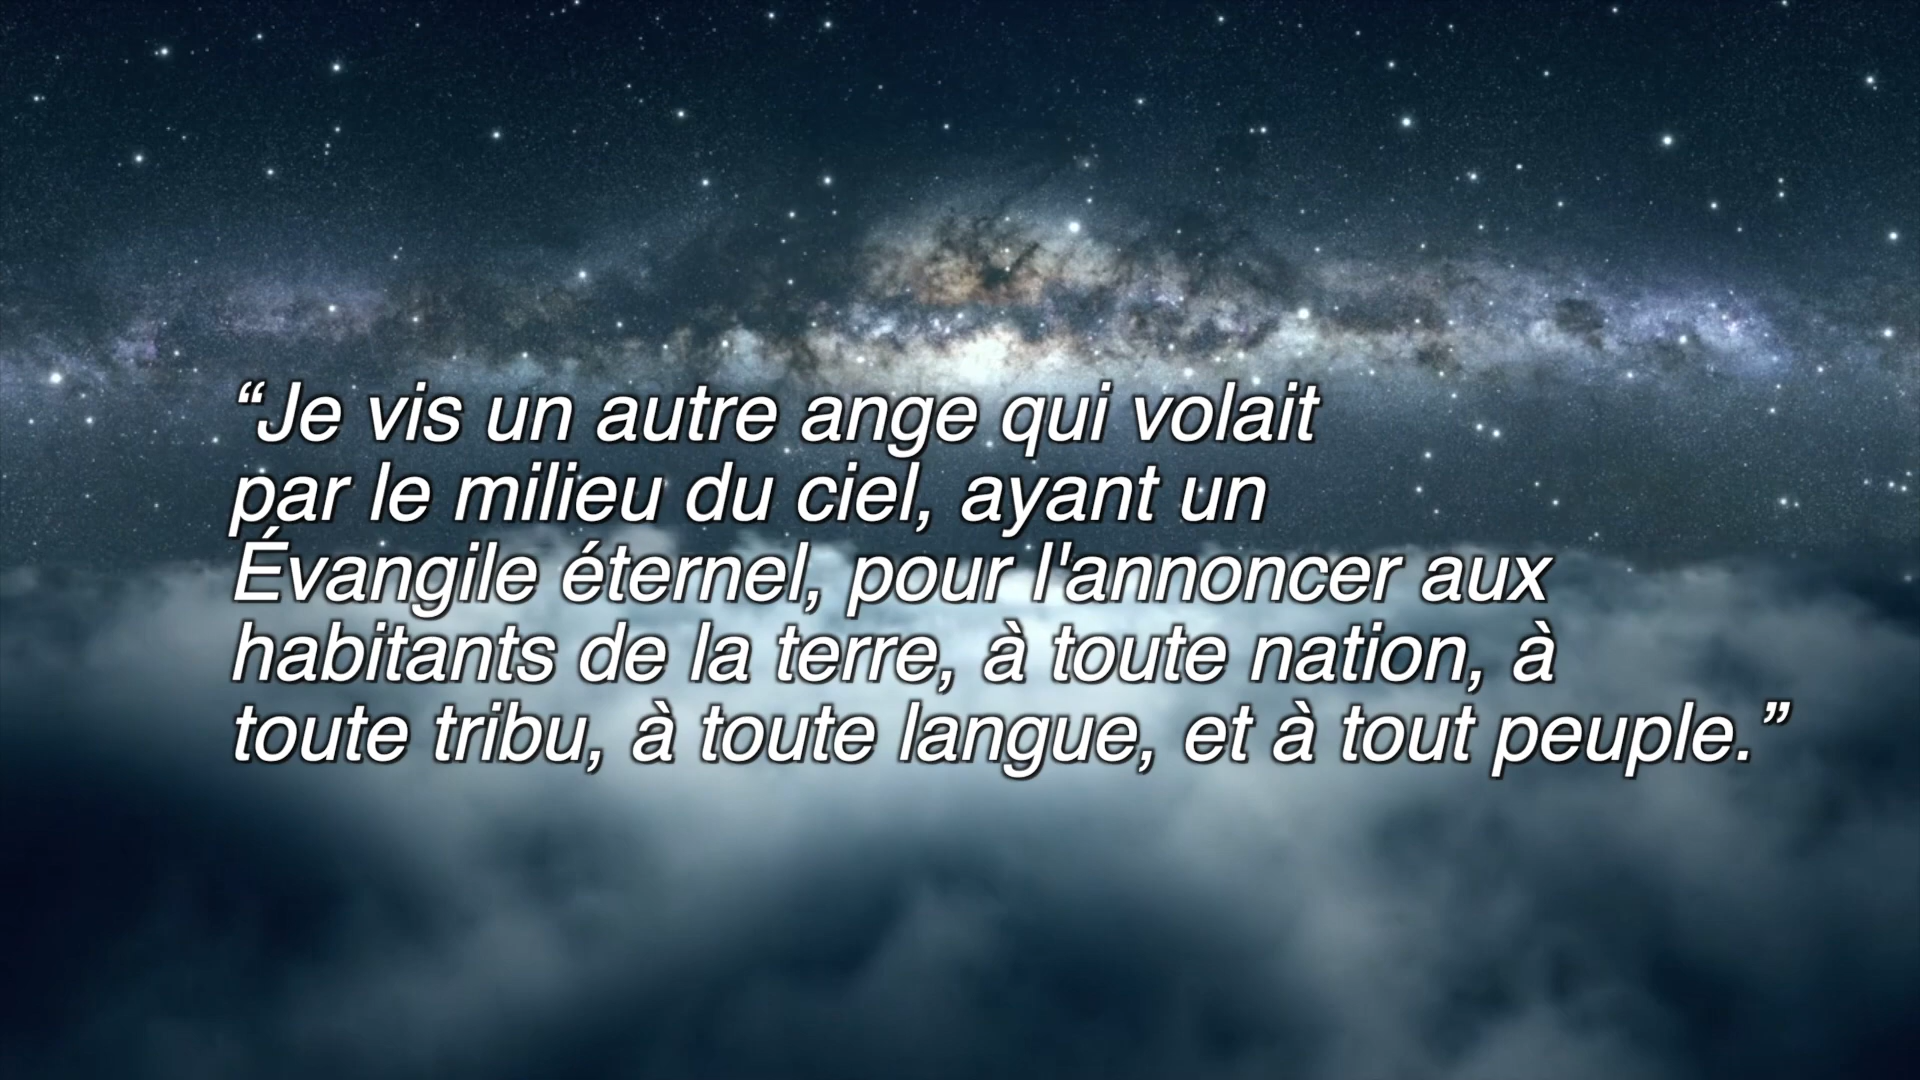 “Je vis un autre ange qui volait
par le milieu du ciel, ayant un
Évangile éternel, pour l'annoncer aux
habitants de la terre, à toute nation, à
toute tribu, à toute langue, et à tout peuple.”